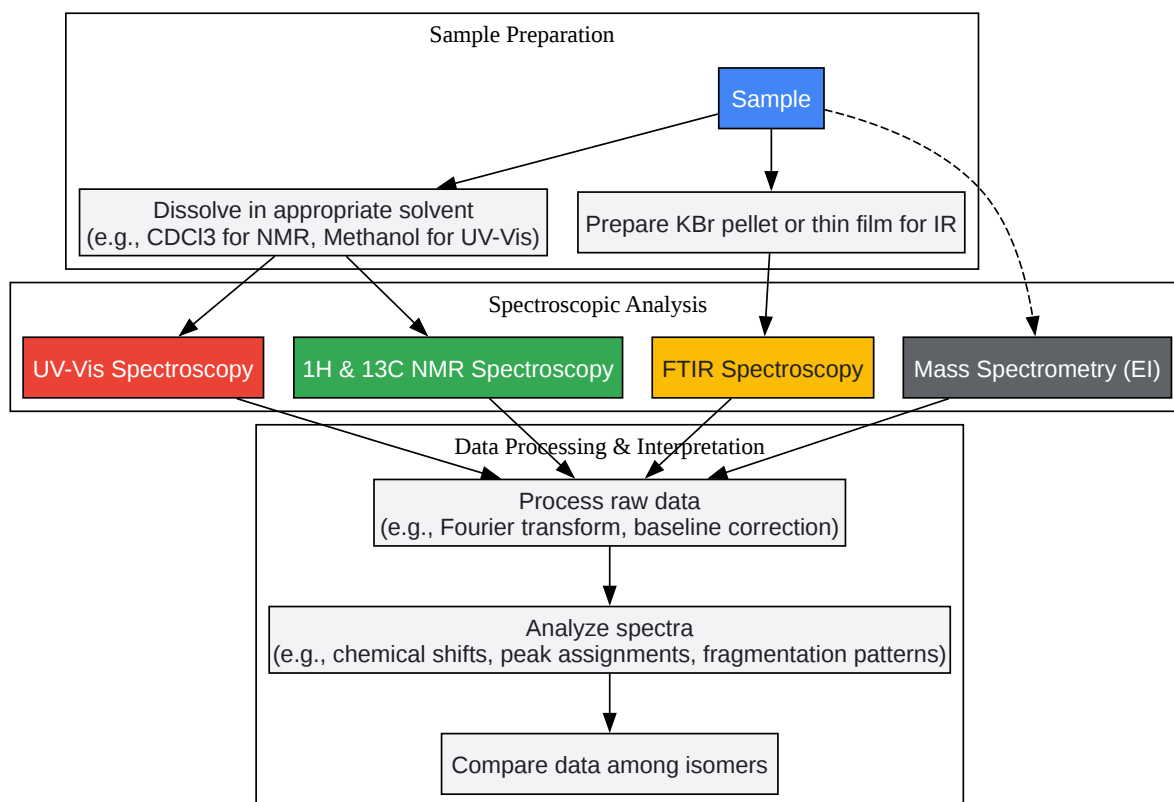 Sample Preparation
Sample
Dissolve in appropriate solvent
(e.g., CDCl3 for NMR, Methanol for UV-Vis)
Prepare KBr pellet or thin film for IR
Spectroscopic Analysis
UV-Vis Spectroscopy
1H & 13C NMR Spectroscopy
FTIR Spectroscopy
Mass Spectrometry (EI)
Data Processing & Interpretation
Process raw data
(e.g., Fourier transform, baseline correction)
Analyze spectra
(e.g., chemical shifts, peak assignments, fragmentation patterns)
Compare data among isomers